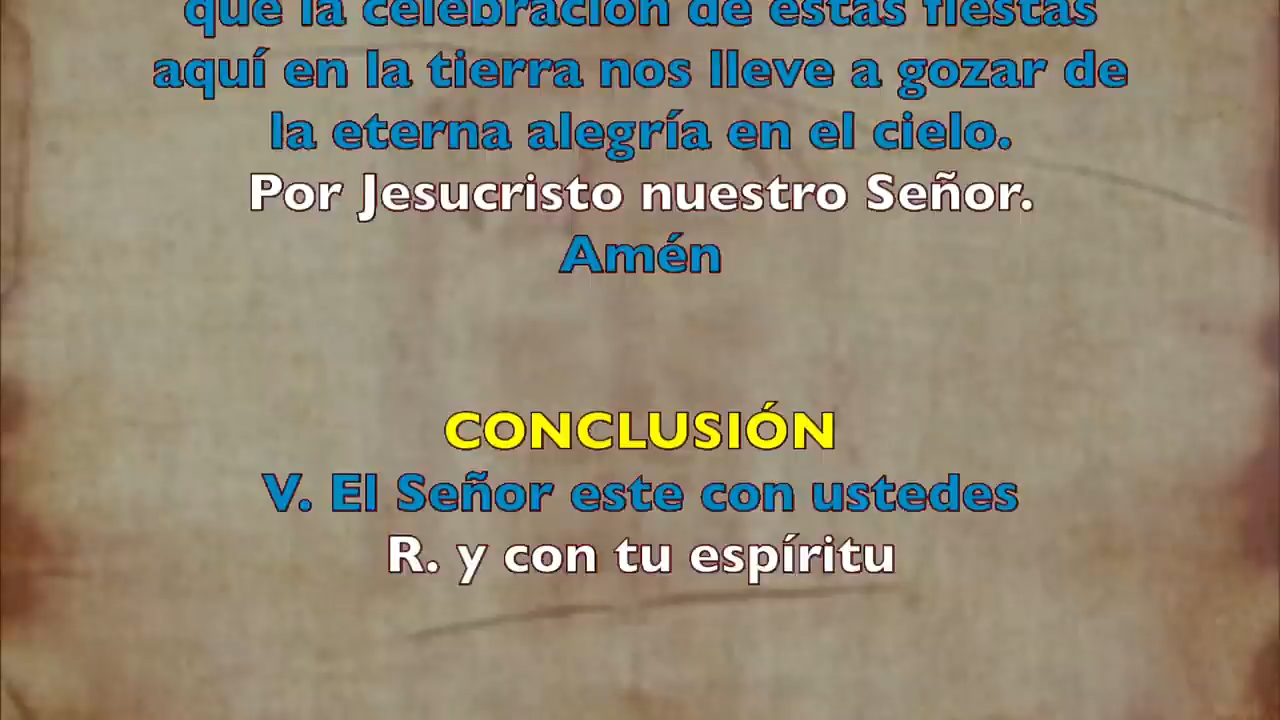 que la celebración de estas fiestas
aquí en la tierra nos lleve a gozar de
la eterna alegría en el cielo.
Por Jesucristo nuestro Señor.
Amén
CONCLUSIÓN
V. El Señor este con ustedes
R. y con tu espíritu